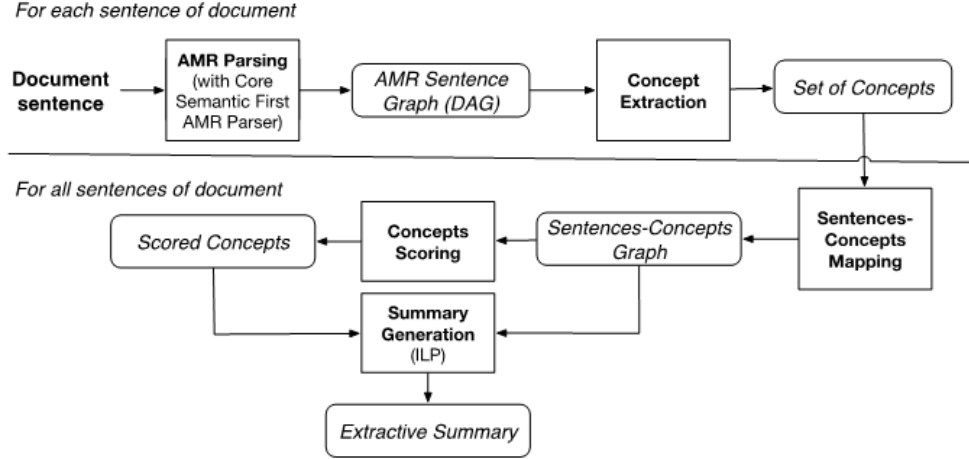 For each sentence of document
Document
sentence
AMR Parsing
(with Core
Semantic First
AMR Parser)
AMR Sentence
Graph (DAG)
Concept
Extraction
Set of Concepts
For all sentences of document
Scored Concepts
Concepts
Scoring
Sentences-Concepts
Graph
Sentences-
Concepts
Mapping
Summary
Generation
(ILP)
Extractive Summary